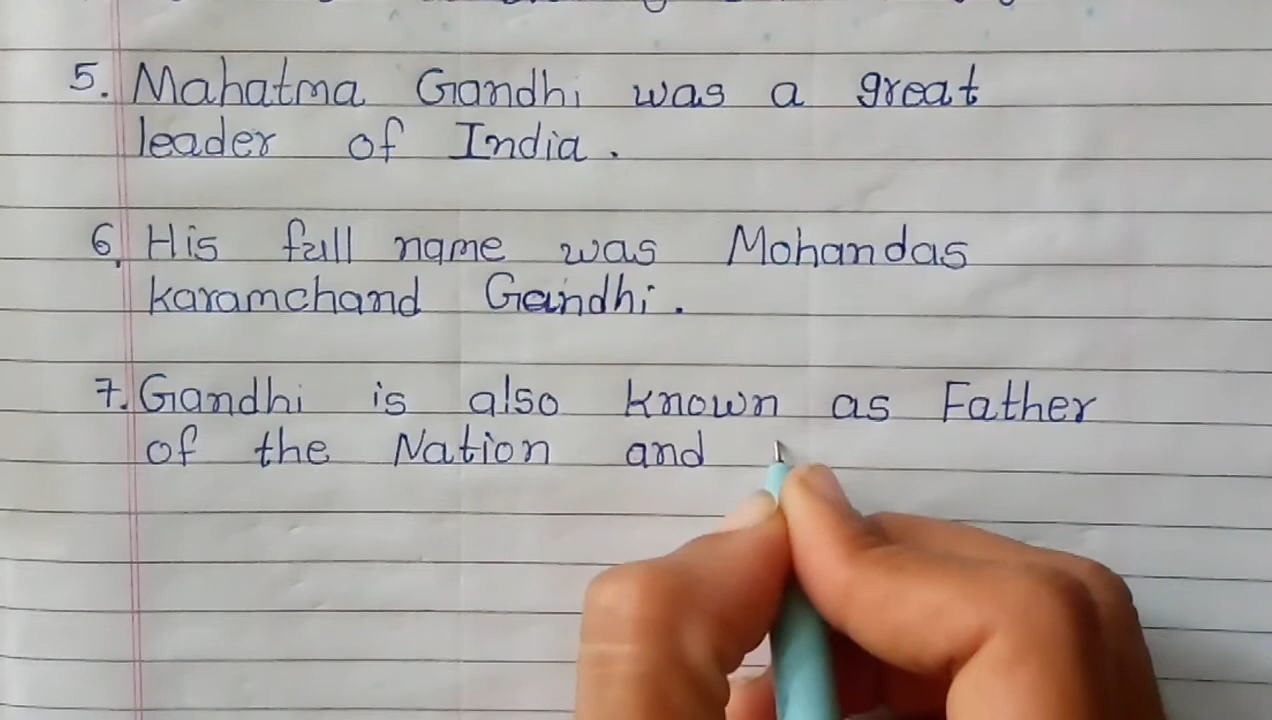 5. Mahatma Gandhi was a great
leader of India.
6. His full name was Mohandas
karamchand Gandhi.
7. Gandhi is also known as Father
of the Nation and